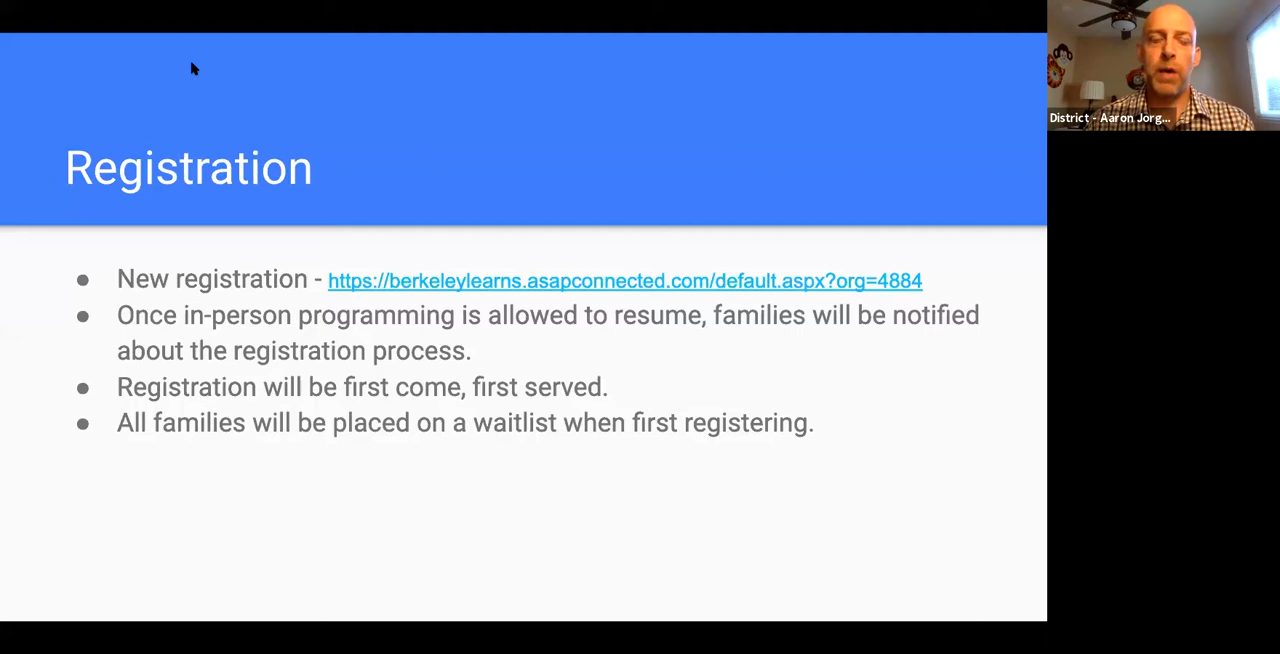 Registration
● New registration - https://berkeleylearns.asapconnected.com/default.aspx?org=4884
● Once in-person programming is allowed to resume, families will be notified
about the registration process.
● Registration will be first come, first served.
● All families will be placed on a waitlist when first registering.
District - Aaron Jorg...